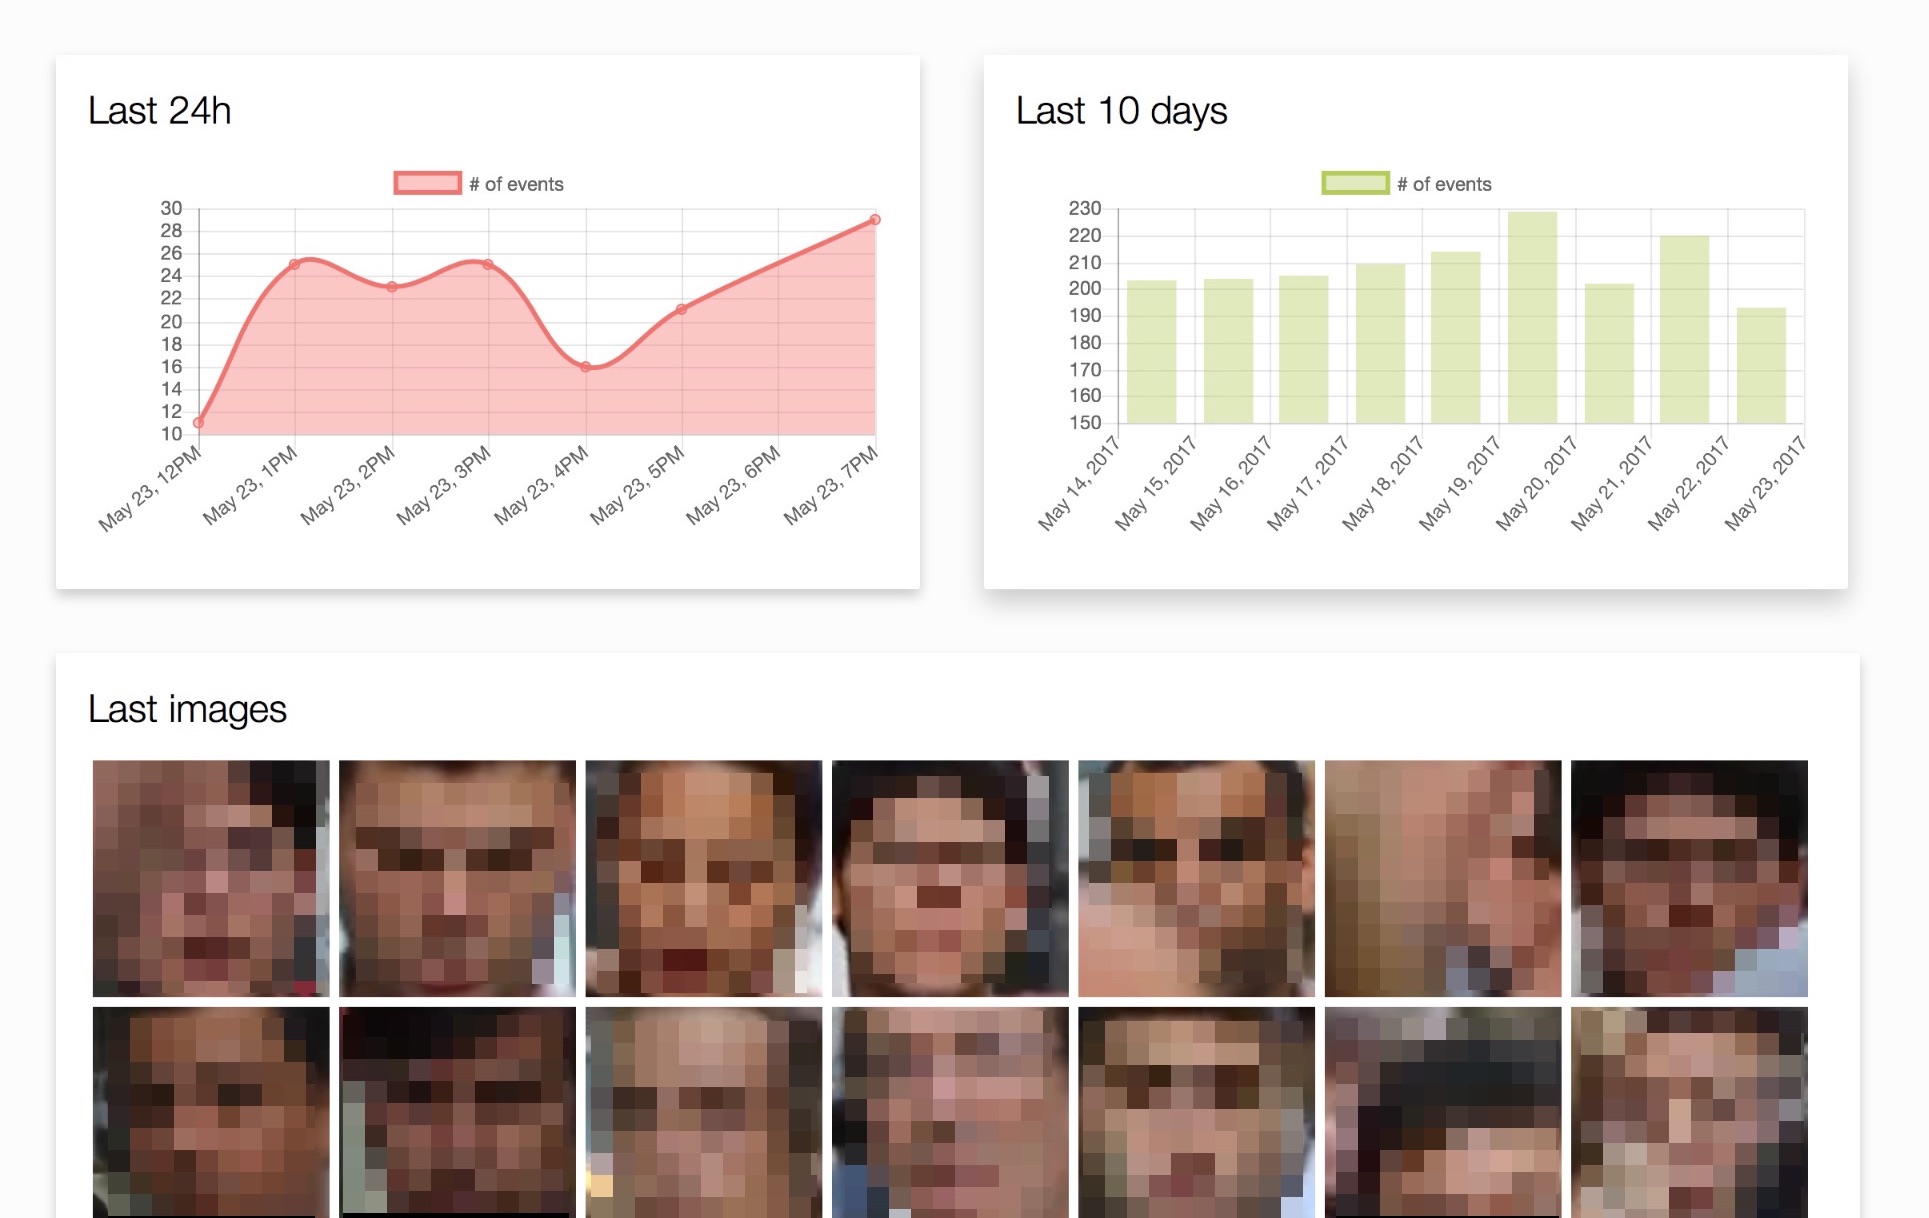 Last 24h
# of events
30
28
26
24
22
20
18
16
14
12
10
May 23, 12PM
May 23, 1PM
May 23, 2PM
May 23, 3PM
May 23, 4PM
May 23, 5PM
May 23, 6PM
May 23, 7PM
Last 10 days
# of events
230
220
210
200
190
180
170
160
150
May 14, 2017
May 15, 2017
May 16, 2017
May 17, 2017
May 18, 2017
May 19, 2017
May 20, 2017
May 21, 2017
May 22, 2017
May 23, 2017
Last images